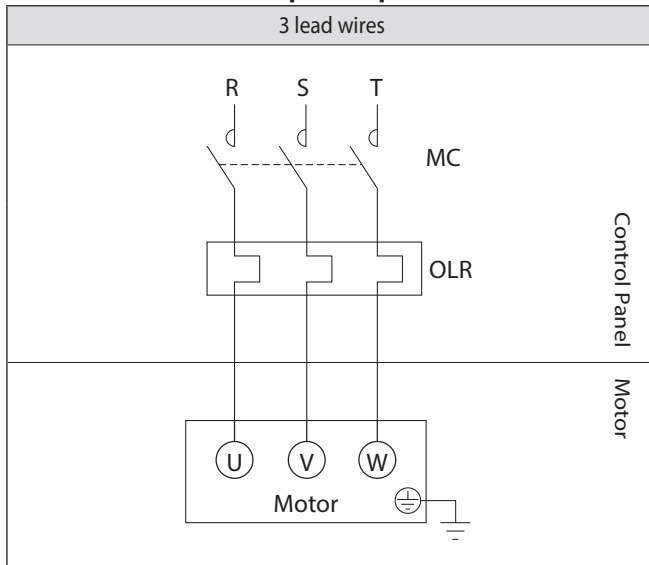 3 lead wires
R S T
MC
OLR
Control Panel
Motor
U V W
Motor